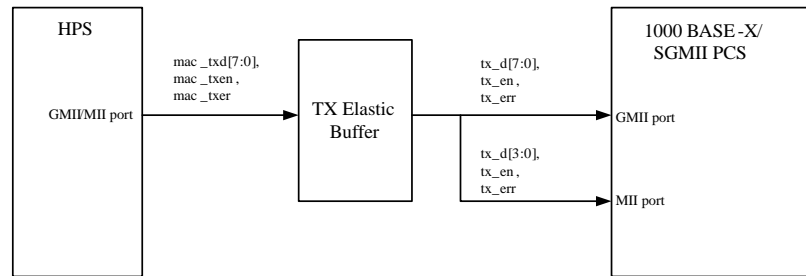 HPS
1000 BASE -X/
SGMII PCS
mac _txd[7:0],
mac _txen ,
mac _txer
GMII/MII port
TX Elastic
Buffer
tx_d[7:0],
tx_en ,
tx_err
tx_d[3:0],
tx_en ,
tx_err
GMII port
MII port